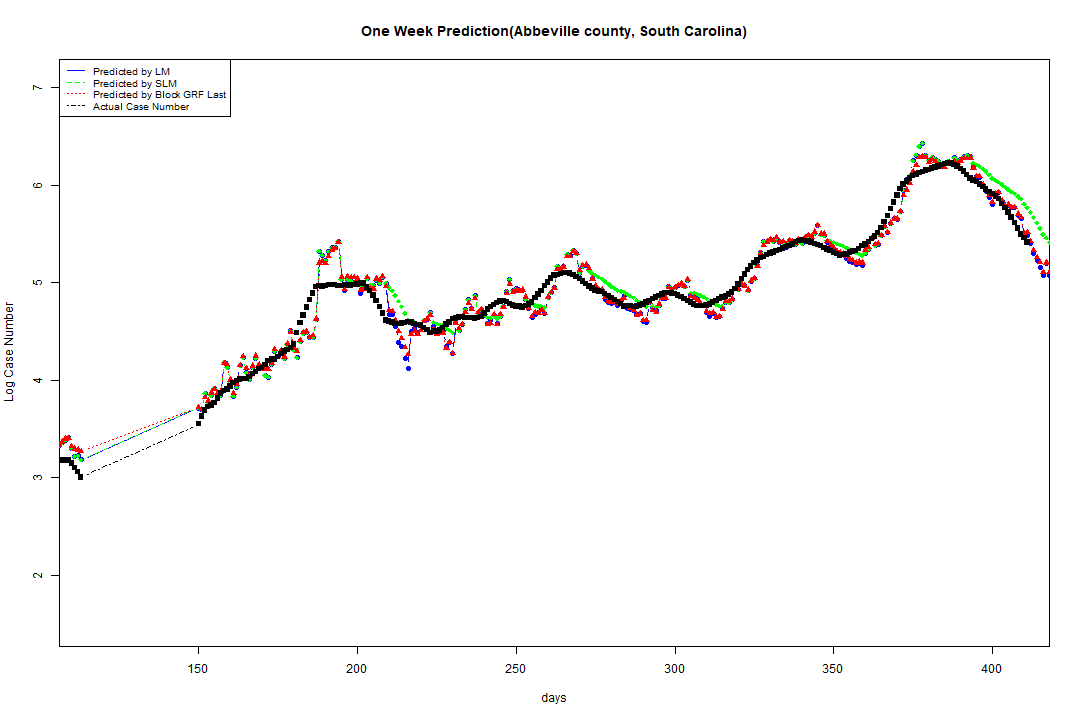 One Week Prediction(Abbeville county, South Carolina)
Predicted by LM
Predicted by SLM
Predicted by Block GRF Last
Actual Case Number
7
6
5
4
3
2
Log Case Number
150 200 250 300 350 400
days